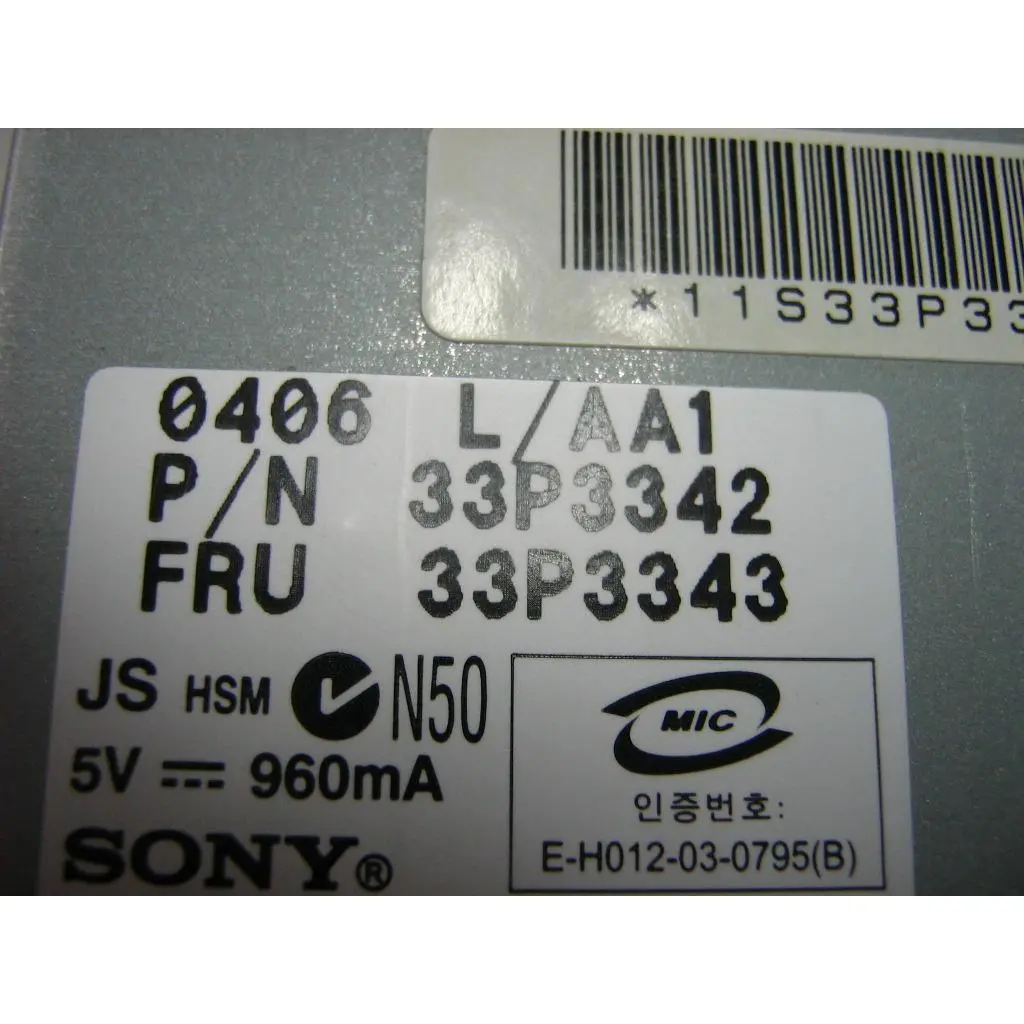 *11S33P33
0406 L/AA1
P/N 33P3342
FRU 33P3343
JS HSM N50
5V 960mA
SONY®
MIC
인증번호:
E-H012-03-0795(B)